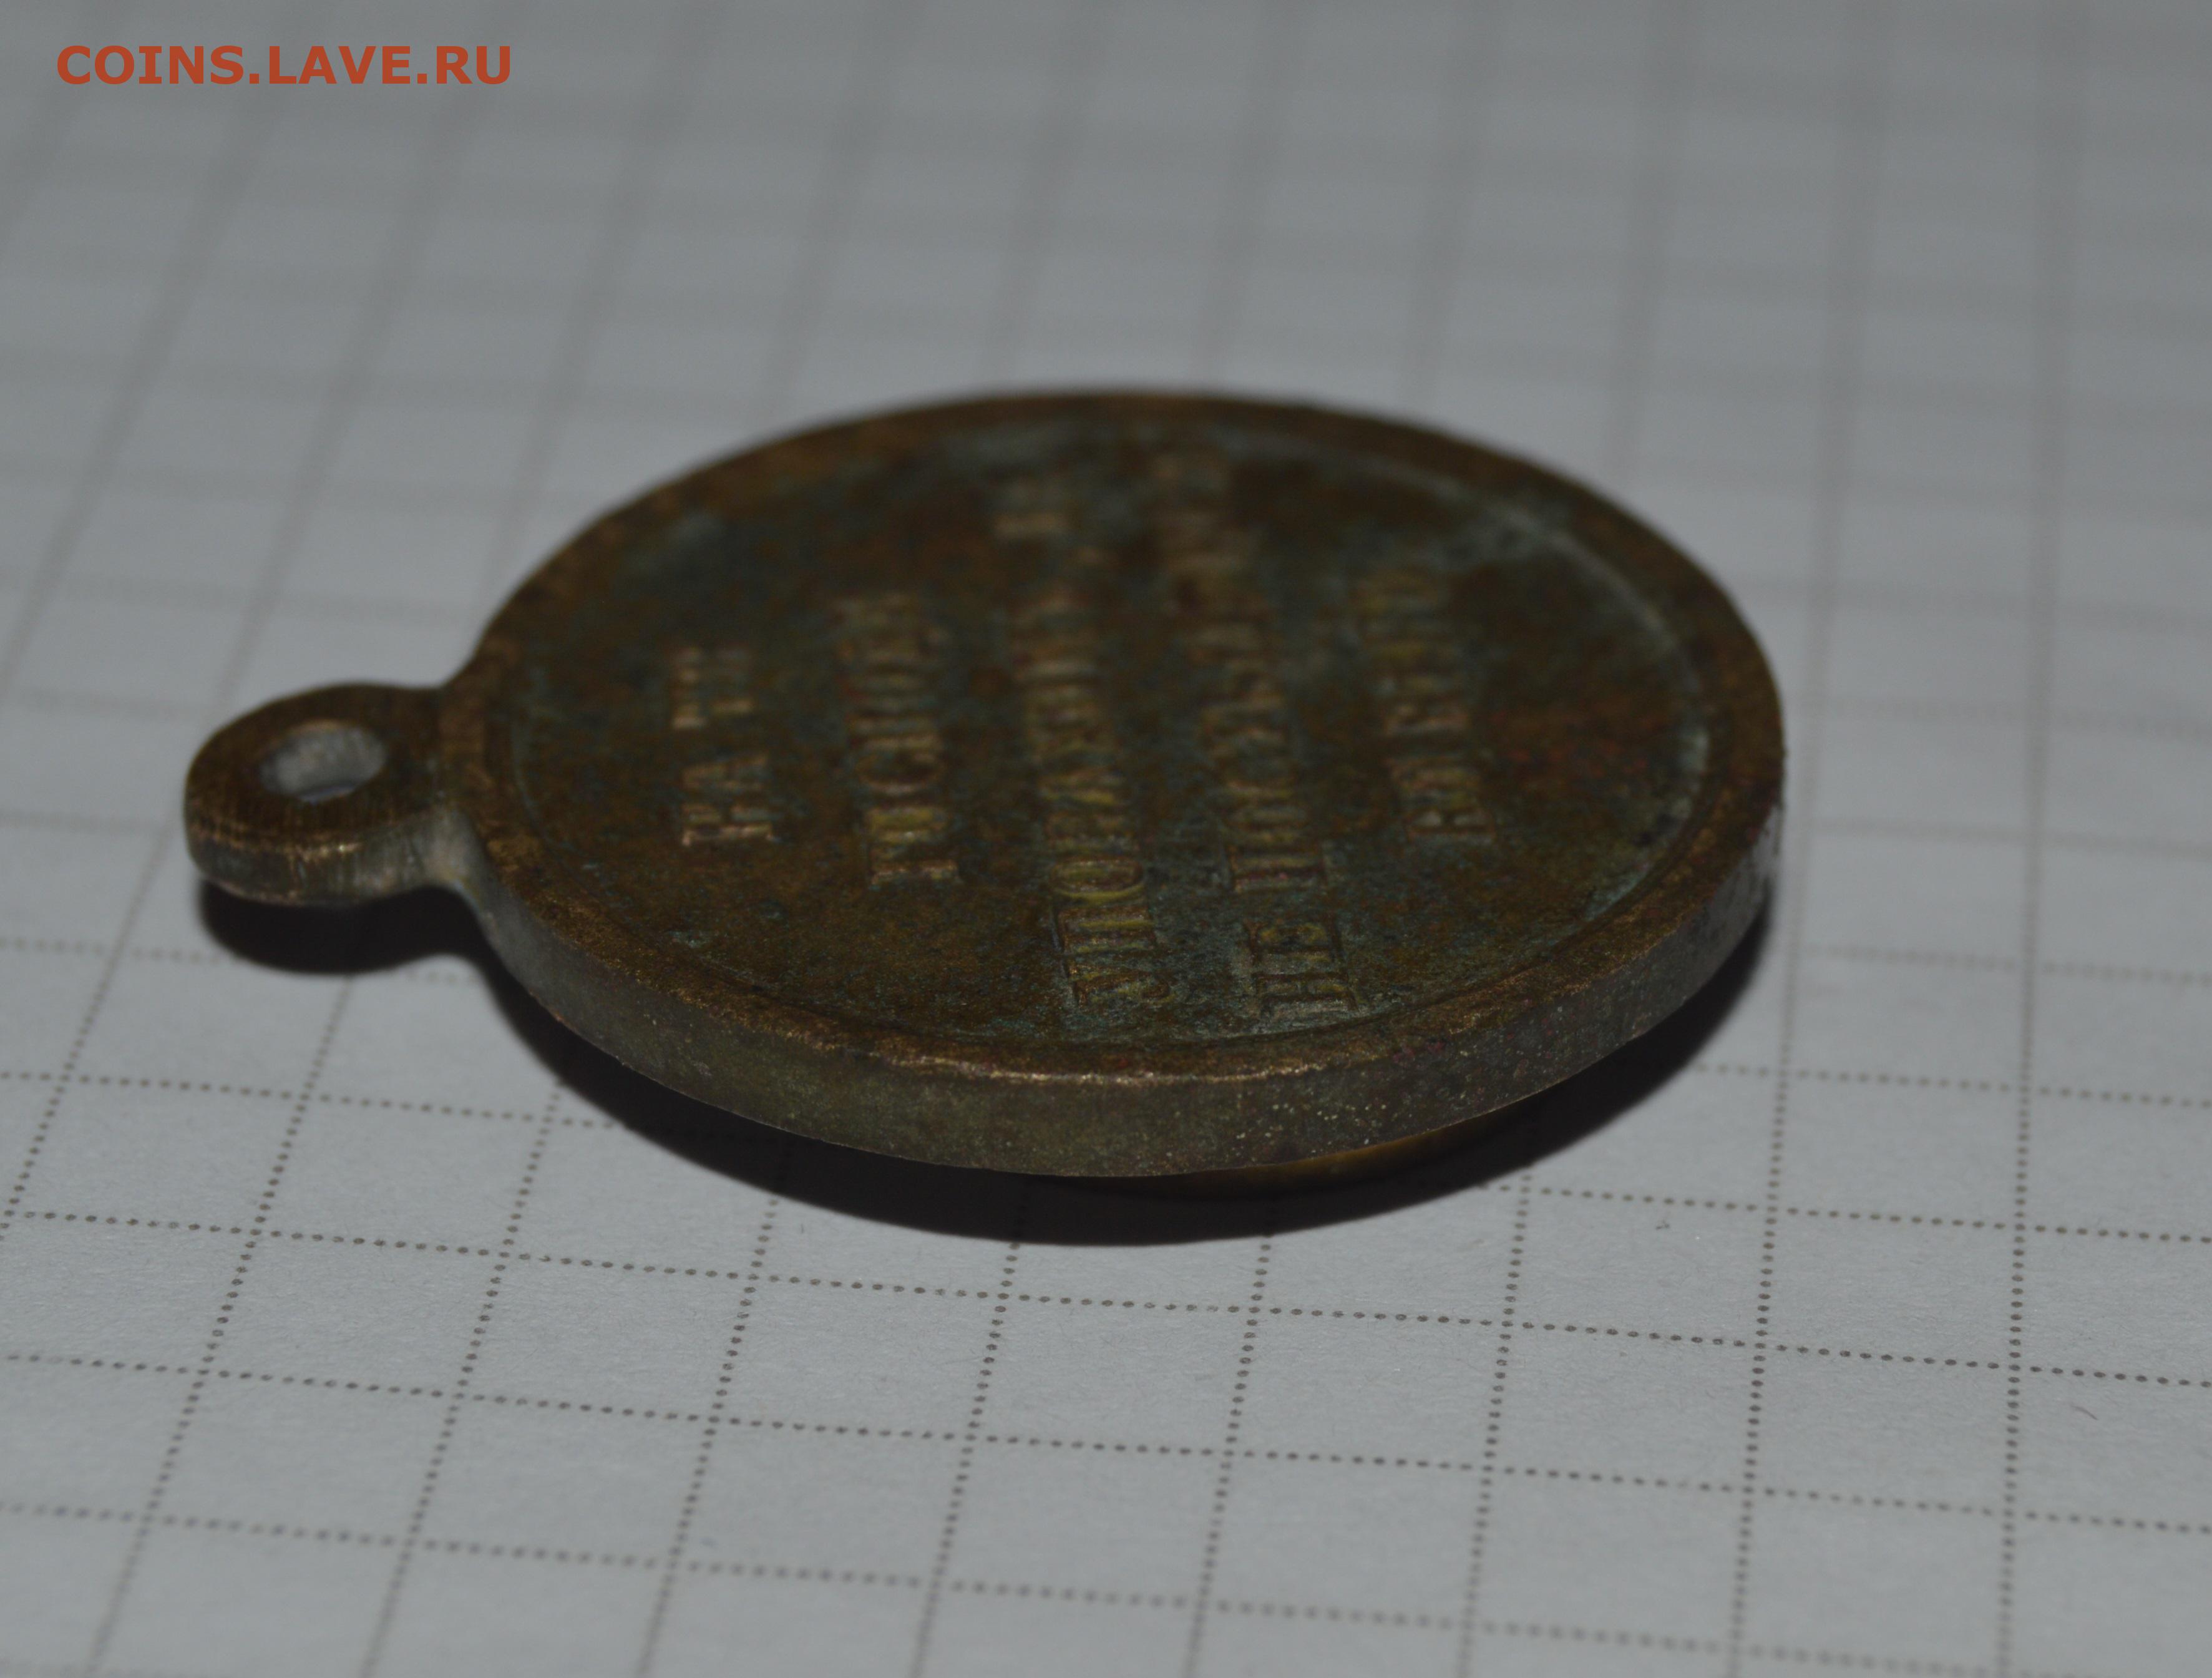 COINS.LAVE.RU
НА ТЯ
ГОСПОДИ
УПОВАХОМЪ, ДА
НЕ ПОСТЫДИМСЯ
ВО ВѢКИ